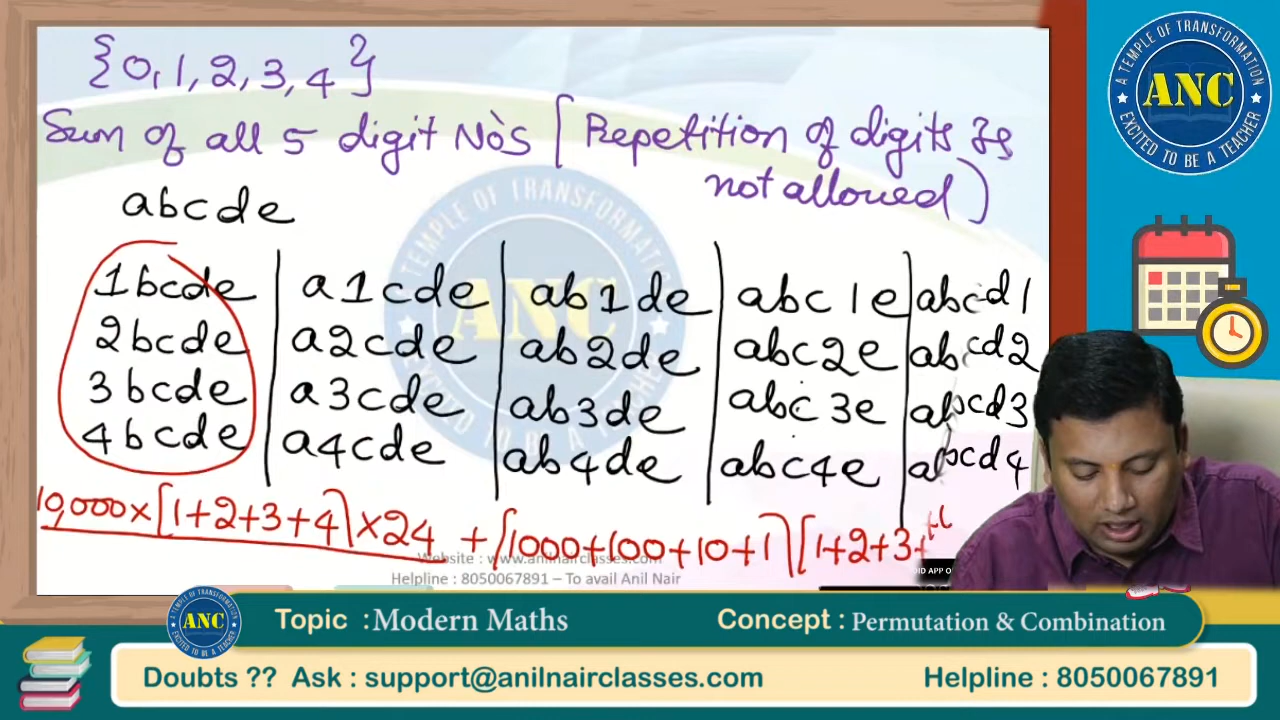 {0, 1, 2, 3, 4}
Sum of all 5 digit No's [Repetition of digits is
not allowed)
abcde
1bcde | a1cde | ab1de | abc1e | abcd1
2bcde | a2cde | ab2de | abc2e | abcd2
3bcde | a3cde | ab3de | abc3e | abcd3
4bcde | a4cde | ab4de | abc4e | abcd4
10,000 x [1+2+3+4] x 24 + [1000+100+10+1] [1+2+3+
Website : www.anilnairclasses.com
Helpline : 8050067891 – To avail Anil Nair
A TEMPLE OF TRANSFORMATION
ANC
EXCITED TO BE A TEACHER
Topic : Modern Maths
Concept : Permutation & Combination
Doubts ?? Ask : support@anilnairclasses.com
Helpline : 8050067891